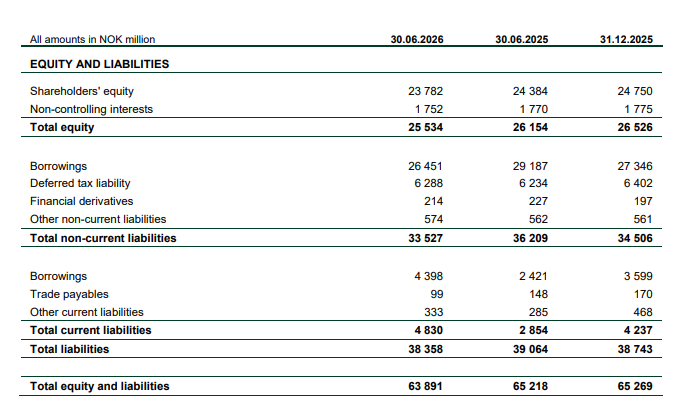 All amounts in NOK million 30.06.2026 30.06.2025 31.12.2025
EQUITY AND LIABILITIES
Shareholders' equity 23 782 24 384 24 750
Non-controlling interests 1 752 1 770 1 775
Total equity 25 534 26 154 26 526
Borrowings 26 451 29 187 27 346
Deferred tax liability 6 288 6 234 6 402
Financial derivatives 214 227 197
Other non-current liabilities 574 562 561
Total non-current liabilities 33 527 36 209 34 506
Borrowings 4 398 2 421 3 599
Trade payables 99 148 170
Other current liabilities 333 285 468
Total current liabilities 4 830 2 854 4 237
Total liabilities 38 358 39 064 38 743
Total equity and liabilities 63 891 65 218 65 269